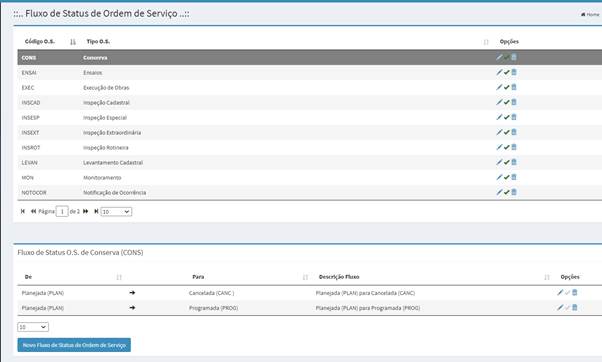 ::.. Fluxo de Status de Ordem de Serviço ..::
Home
Código O.S. Tipo O.S. Opções
CONS Conserva
ENSAI Ensaios
EXEC Execução de Obras
INSCAD Inspeção Cadastral
INSESP Inspeção Especial
INSEXT Inspeção Extraordinária
INSROT Inspeção Rotineira
LEVAN Levantamento Cadastral
MON Monitoramento
NOTOCOR Notificação de Ocorrência
Página 1 de 2 10
Fluxo de Status O.S. de Conserva (CONS)
De Para Descrição Fluxo Opções
Planejada (PLAN) Cancelada (CANC ) Planejada (PLAN) para Cancelada (CANC)
Planejada (PLAN) Programada (PROG) Planejada (PLAN) para Programada (PROG)
10
Novo Fluxo de Status de Ordem de Serviço